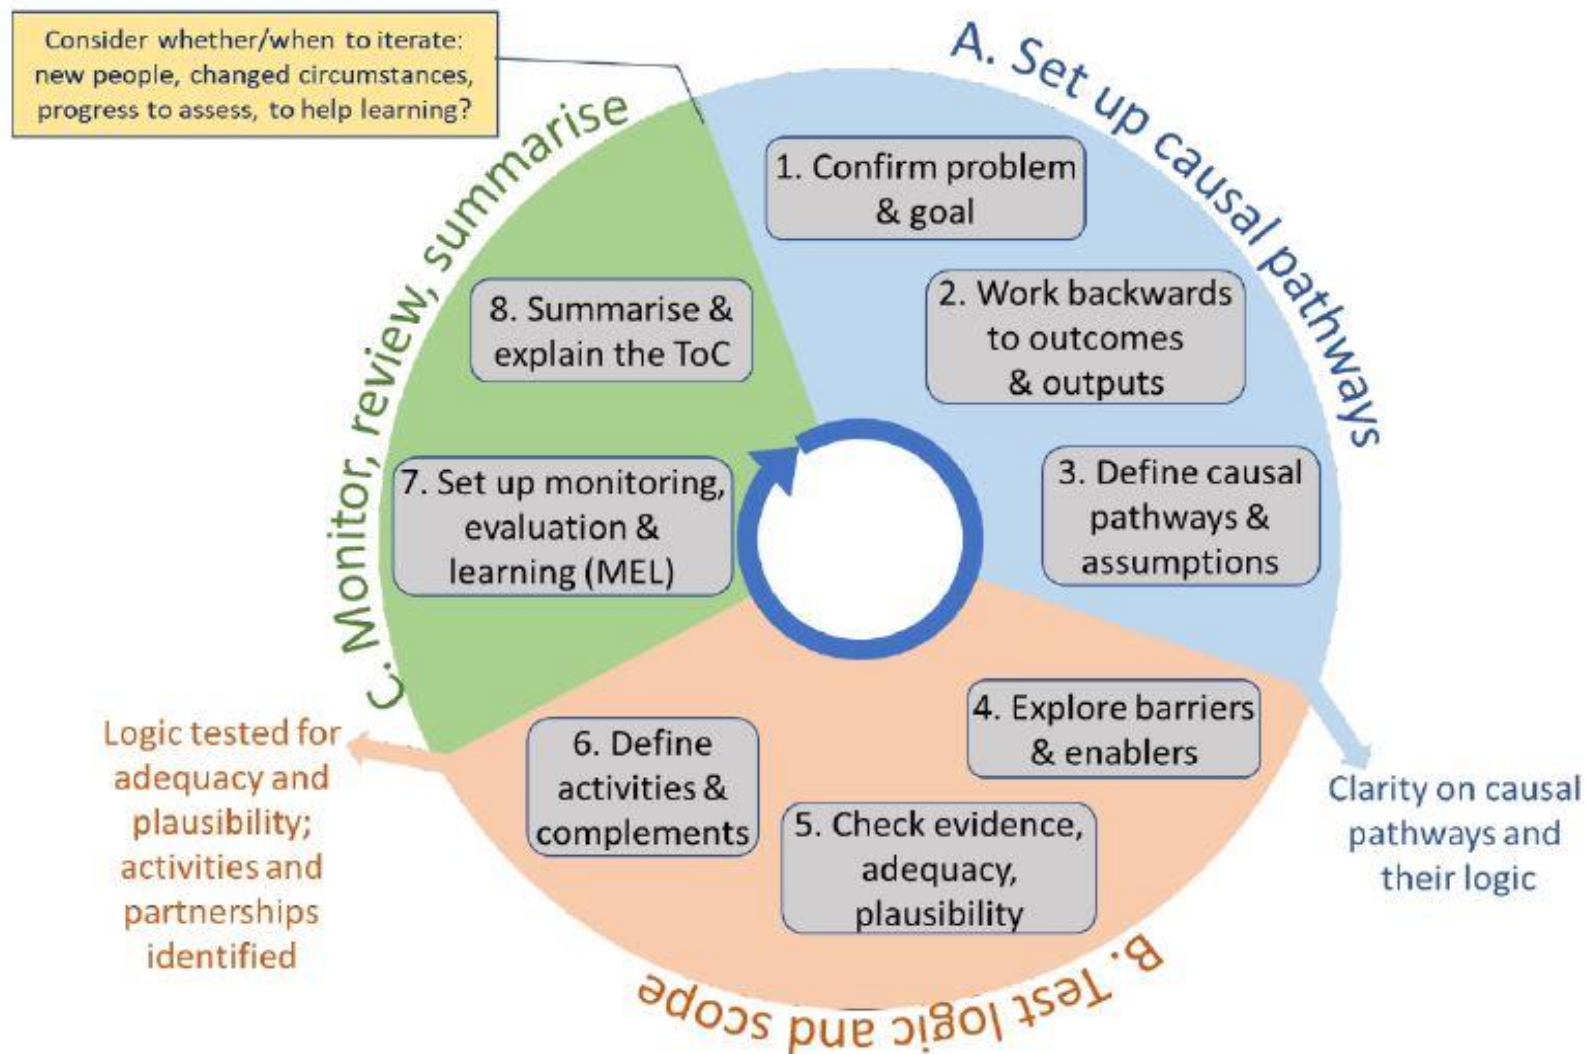 Consider whether/when to iterate:
new people, changed circumstances,
progress to assess, to help learning?
A. Set up causal pathways
1. Confirm problem
& goal
2. Work backwards
to outcomes
& outputs
3. Define causal
pathways &
assumptions
Clarity on causal
pathways and
their logic
B. Test logic and scope
4. Explore barriers
& enablers
5. Check evidence,
adequacy,
plausibility
6. Define
activities &
complements
Logic tested for
adequacy and
plausibility;
activities and
partnerships
identified
C. Monitor, review, summarise
7. Set up monitoring,
evaluation &
learning (MEL)
8. Summarise &
explain the ToC